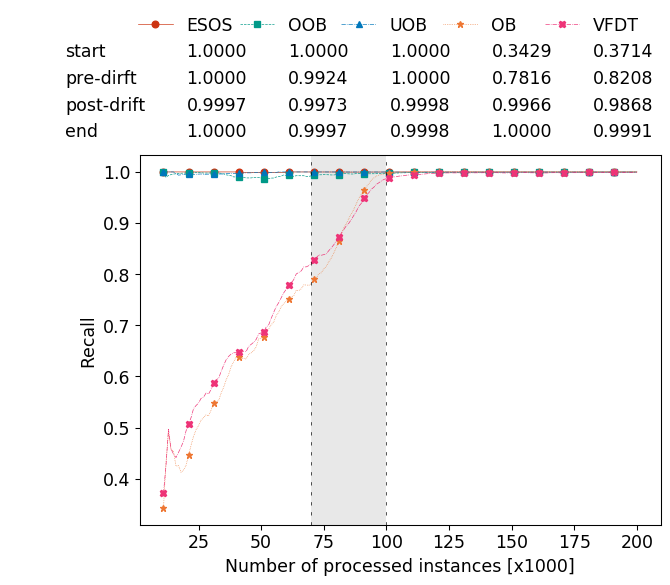 ESOS OOB UOB OB VFDT
start 1.0000 1.0000 1.0000 0.3429 0.3714
pre-dirft 1.0000 0.9924 1.0000 0.7816 0.8208
post-drift 0.9997 0.9973 0.9998 0.9966 0.9868
end 1.0000 0.9997 0.9998 1.0000 0.9991
1.0
0.9
0.8
0.7
0.6
0.5
0.4
Recall
25 50 75 100 125 150 175 200
Number of processed instances [x1000]